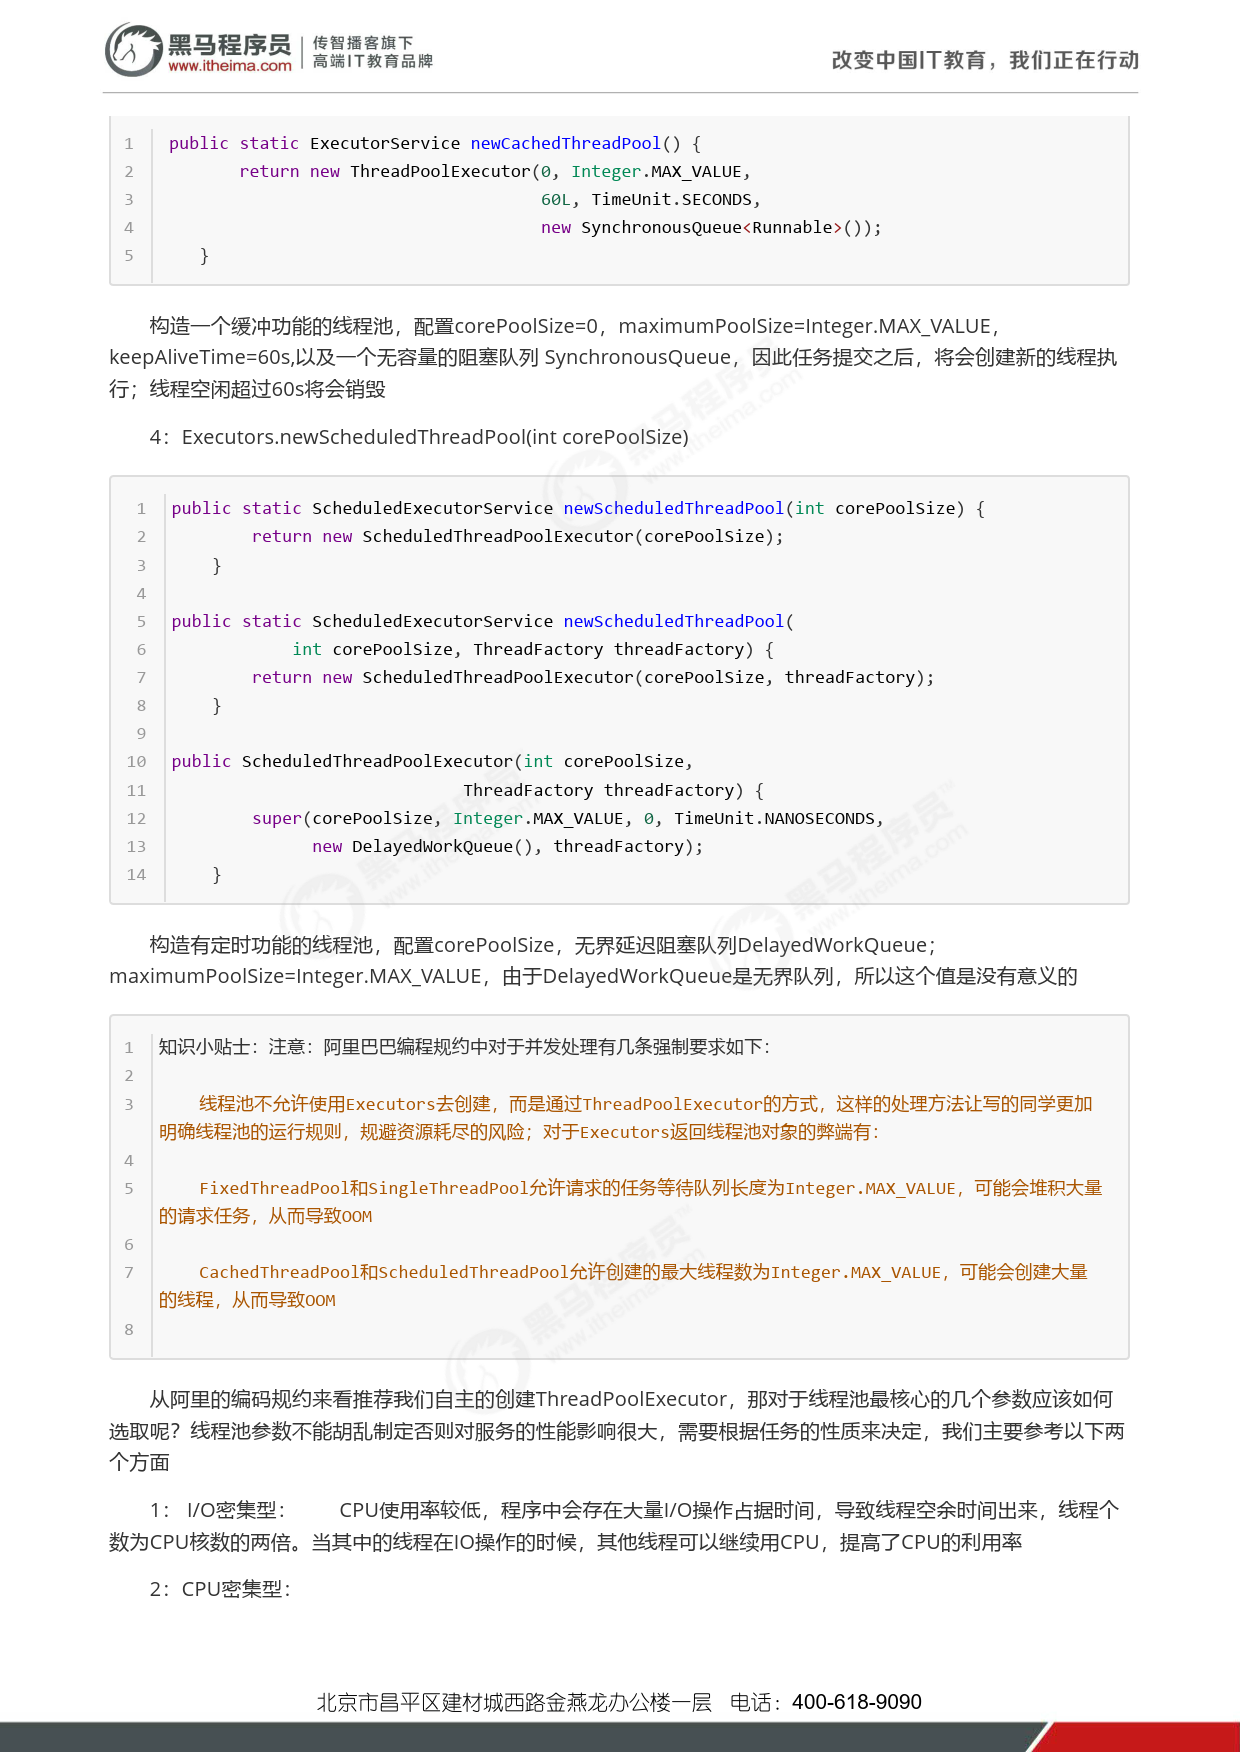 黑马程序员 传智播客旗下
www.itheima.com 高端IT教育品牌
改变中国IT教育，我们正在行动
1 public static ExecutorService newCachedThreadPool() {
2 return new ThreadPoolExecutor(0, Integer.MAX_VALUE,
3 60L, TimeUnit.SECONDS,
4 new SynchronousQueue<Runnable>());
5 }
构造一个缓冲功能的线程池，配置corePoolSize=0，maximumPoolSize=Integer.MAX_VALUE，
keepAliveTime=60s,以及一个无容量的阻塞队列 SynchronousQueue，因此任务提交之后，将会创建新的线程执
行；线程空闲超过60s将会销毁
4：Executors.newScheduledThreadPool(int corePoolSize)
1 public static ScheduledExecutorService newScheduledThreadPool(int corePoolSize) {
2 return new ScheduledThreadPoolExecutor(corePoolSize);
3 }
4
5 public static ScheduledExecutorService newScheduledThreadPool(
6 int corePoolSize, ThreadFactory threadFactory) {
7 return new ScheduledThreadPoolExecutor(corePoolSize, threadFactory);
8 }
9
10 public ScheduledThreadPoolExecutor(int corePoolSize,
11 ThreadFactory threadFactory) {
12 super(corePoolSize, Integer.MAX_VALUE, 0, TimeUnit.NANOSECONDS,
13 new DelayedWorkQueue(), threadFactory);
14 }
构造有定时功能的线程池，配置corePoolSize，无界延迟阻塞队列DelayedWorkQueue；
maximumPoolSize=Integer.MAX_VALUE，由于DelayedWorkQueue是无界队列，所以这个值是没有意义的
1 知识小贴士：注意：阿里巴巴编程规约中对于并发处理有几条强制要求如下：
2
3 线程池不允许使用Executors去创建，而是通过ThreadPoolExecutor的方式，这样的处理方法让写的同学更加
明确线程池的运行规则，规避资源耗尽的风险；对于Executors返回线程池对象的弊端有：
4
5 FixedThreadPool和SingleThreadPool允许请求的任务等待队列长度为Integer.MAX_VALUE，可能会堆积大量
的请求任务，从而导致OOM
6
7 CachedThreadPool和ScheduledThreadPool允许创建的最大线程数为Integer.MAX_VALUE，可能会创建大量
的线程，从而导致OOM
8
从阿里的编码规约来看推荐我们自主的创建ThreadPoolExecutor，那对于线程池最核心的几个参数应该如何
选取呢？线程池参数不能胡乱制定否则对服务的性能影响很大，需要根据任务的性质来决定，我们主要参考以下两
个方面
1： I/O密集型： CPU使用率较低，程序中会存在大量I/O操作占据时间，导致线程空余时间出来，线程个
数为CPU核数的两倍。当其中的线程在IO操作的时候，其他线程可以继续用CPU，提高了CPU的利用率
2：CPU密集型：
北京市昌平区建材城西路金燕龙办公楼一层 电话：400-618-9090